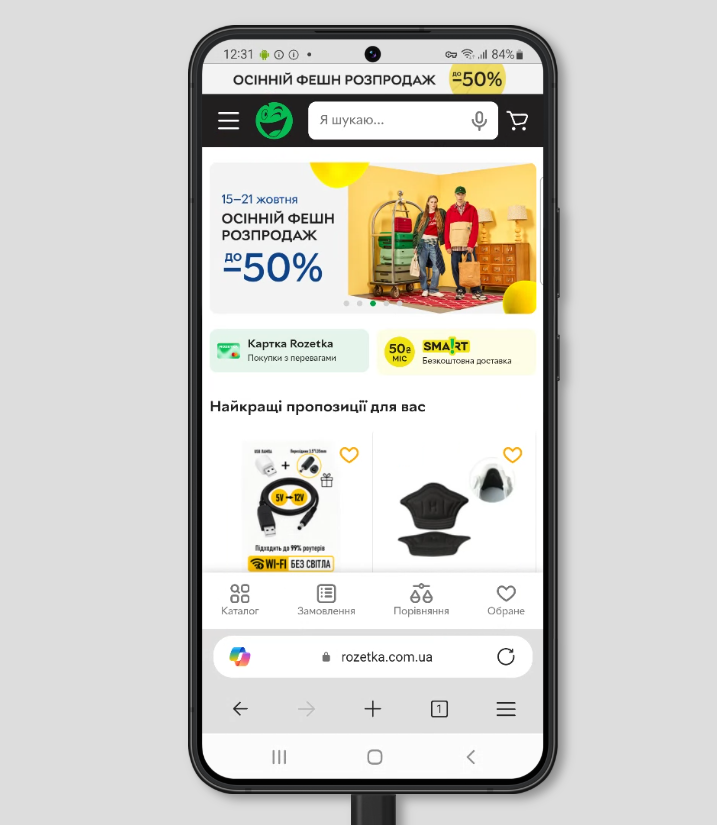 12:31
84%
ОСІННІЙ ФЕШН РОЗПРОДАЖ ДО –50%
Я шукаю...
15–21 жовтня
ОСІННІЙ ФЕШН
РОЗПРОДАЖ
ДО
–50%
Картка Rozetka
Покупки з перевагами
50₴
МІС
SMART
Безкоштовна доставка
Найкращі пропозиції для вас
5V
12V
Підходить до 99% роутерів
WI-FI БЕЗ СВІТЛА
Каталог
Замовлення
Порівняння
Обране
rozetka.com.ua
1